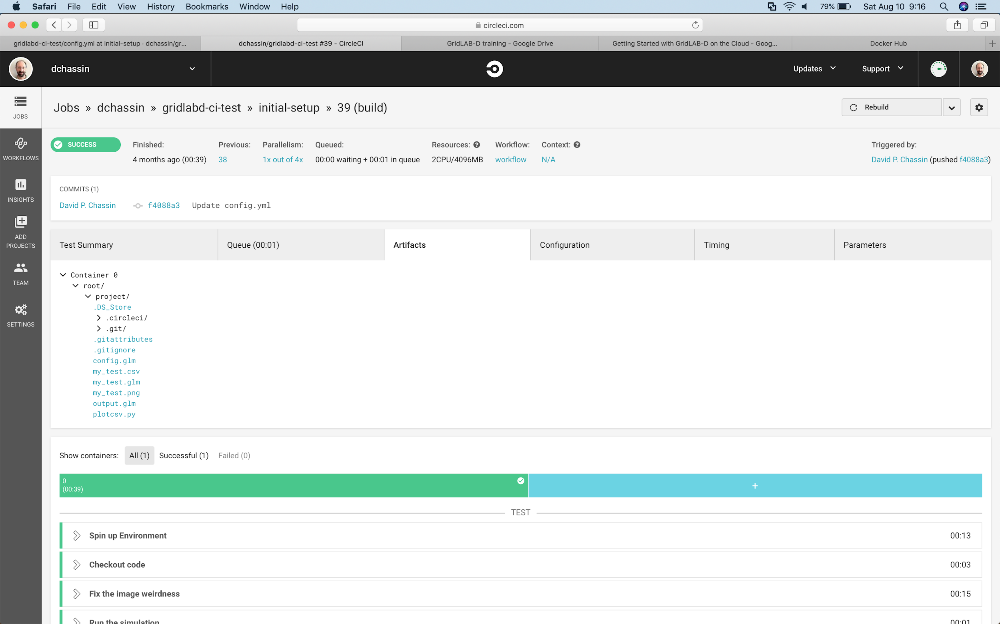 Safari File Edit View History Bookmarks Window Help 79% Sat Aug 10 9:16
circleci.com
gridlabd-ci-test/config.yml at initial-setup · dchassin/gr... dchassin/gridlabd-ci-test #39 - CircleCI GridLAB-D training - Google Drive Getting Started with GridLAB-D on the Cloud - Goog... Docker Hub
dchassin Updates Support
JOBS
Jobs » dchassin » gridlabd-ci-test » initial-setup » 39 (build) Rebuild
WORKFLOWS
INSIGHTS
ADD
PROJECTS
TEAM
SETTINGS
SUCCESS Finished: Previous: Parallelism: Queued: Resources: Workflow: Context: Triggered by:
4 months ago (00:39) 38 1x out of 4x 00:00 waiting + 00:01 in queue 2CPU/4096MB workflow N/A David P. Chassin (pushed f4088a3)
COMMITS (1)
David P. Chassin f4088a3 Update config.yml
Test Summary Queue (00:01) Artifacts Configuration Timing Parameters
Container 0
root/
project/
.DS_Store
.circleci/
.git/
.gitattributes
.gitignore
config.glm
my_test.csv
my_test.glm
my_test.png
output.glm
plotcsv.py
Show containers: All (1) Successful (1) Failed (0)
0
(00:39)
+
TEST
Spin up Environment 00:13
Checkout code 00:03
Fix the image weirdness 00:15
Run the simulation 00:01